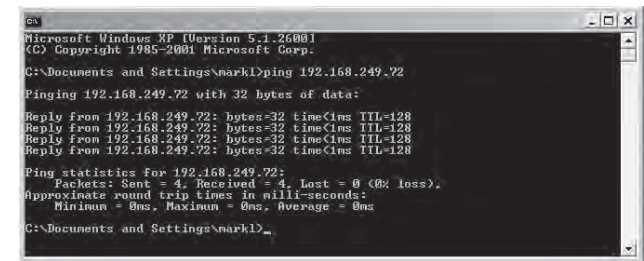 Microsoft Windows XP [Version 5.1.2600]
(C) Copyright 1985-2001 Microsoft Corp.
C:\Documents and Settings\markl>ping 192.168.249.72
Pinging 192.168.249.72 with 32 bytes of data:
Reply from 192.168.249.72: bytes=32 time<1ms TTL=128
Reply from 192.168.249.72: bytes=32 time<1ms TTL=128
Reply from 192.168.249.72: bytes=32 time<1ms TTL=128
Reply from 192.168.249.72: bytes=32 time<1ms TTL=128
Ping statistics for 192.168.249.72:
Packets: Sent = 4, Received = 4, Lost = 0 (0% loss),
Approximate round trip times in milli-seconds:
Minimum = 0ms, Maximum = 0ms, Average = 0ms
C:\Documents and Settings\markl>_